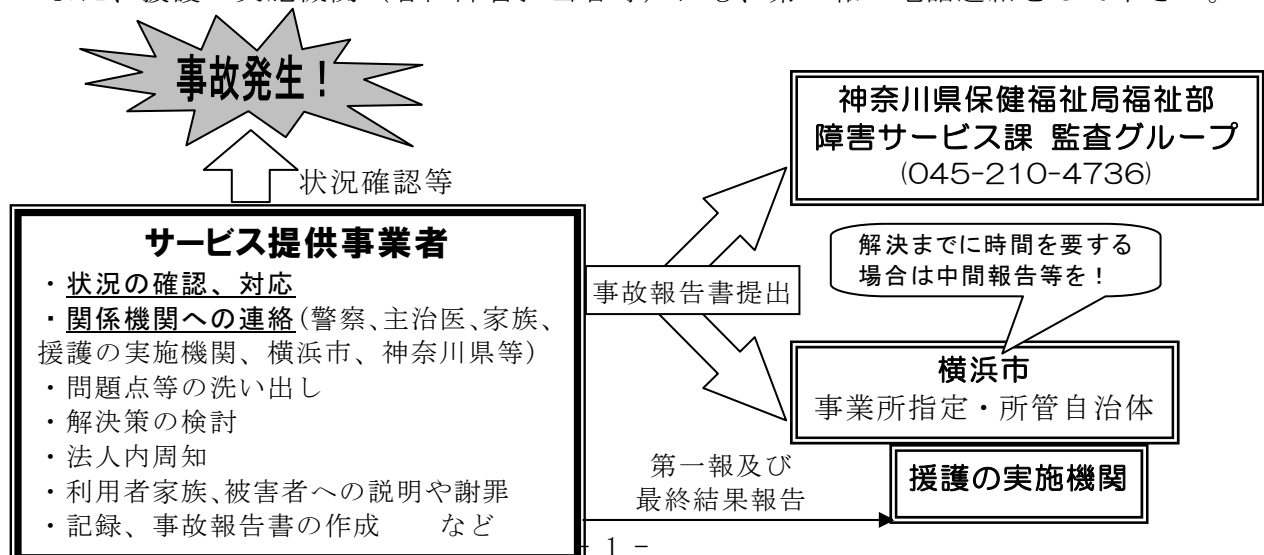 事故発生！
状況確認等
サービス提供事業者
・状況の確認、対応
・関係機関への連絡(警察、主治医、家族、
援護の実施機関、横浜市、神奈川県等)
・問題点等の洗い出し
・解決策の検討
・法人内周知
・利用者家族、被害者への説明や謝罪
・記録、事故報告書の作成　　など
事故報告書提出
神奈川県保健福祉局福祉部
障害サービス課 監査グループ
(045-210-4736)
解決までに時間を要する
場合は中間報告等を！
横浜市
事業所指定・所管自治体
第一報及び
最終結果報告
援護の実施機関
- 1 -